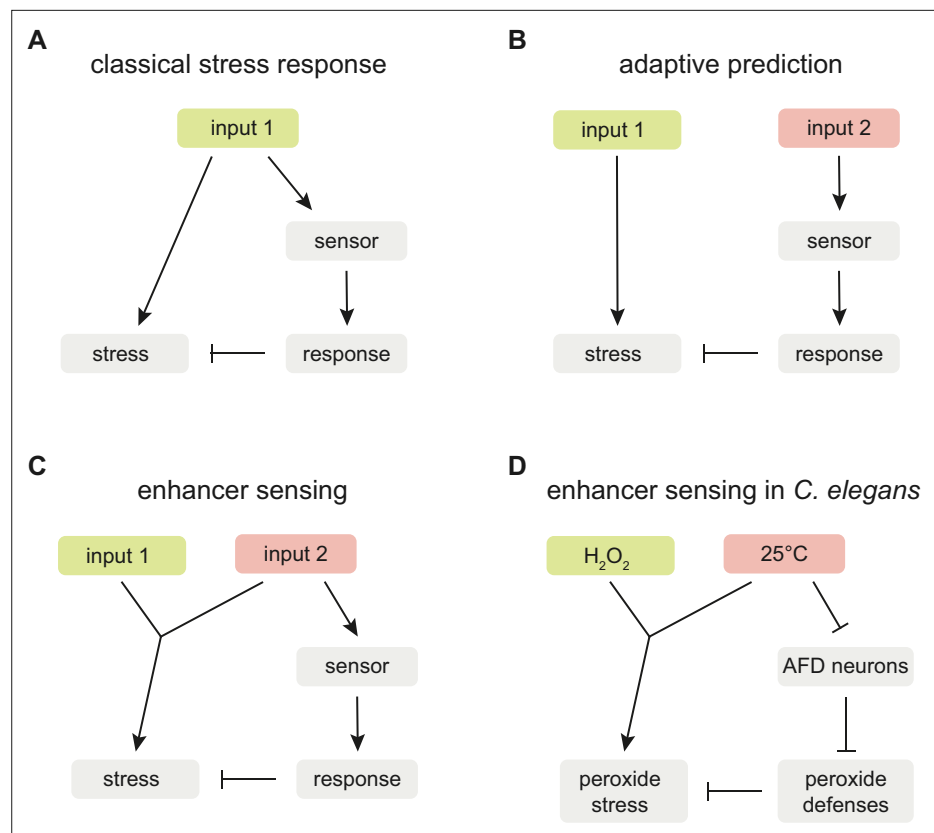 A
classical stress response
input 1
sensor
stress
response
B
adaptive prediction
input 1
input 2
sensor
stress
response
C
enhancer sensing
input 1
input 2
sensor
stress
response
D
enhancer sensing in C. elegans
H₂O₂
25°C
AFD neurons
peroxide
stress
peroxide
defenses